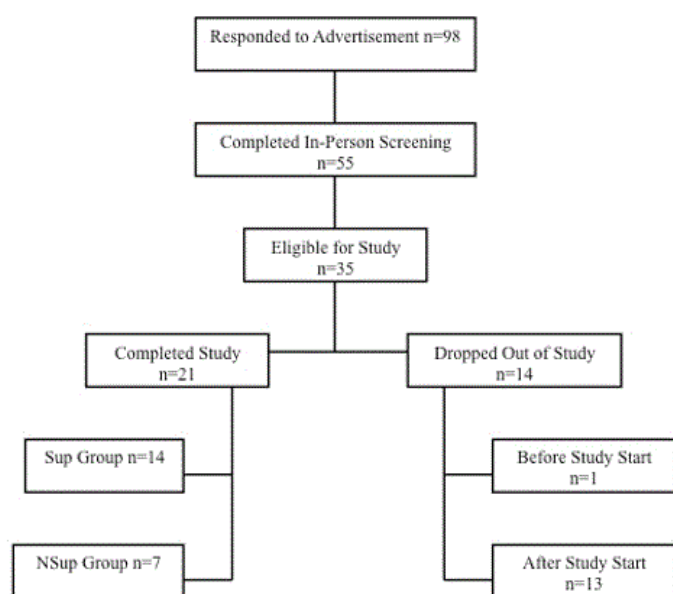 Responded to Advertisement n=98
Completed In-Person Screening
n=55
Eligible for Study
n=35
Completed Study
n=21
Dropped Out of Study
n=14
Sup Group n=14
Before Study Start
n=1
NSup Group n=7
After Study Start
n=13